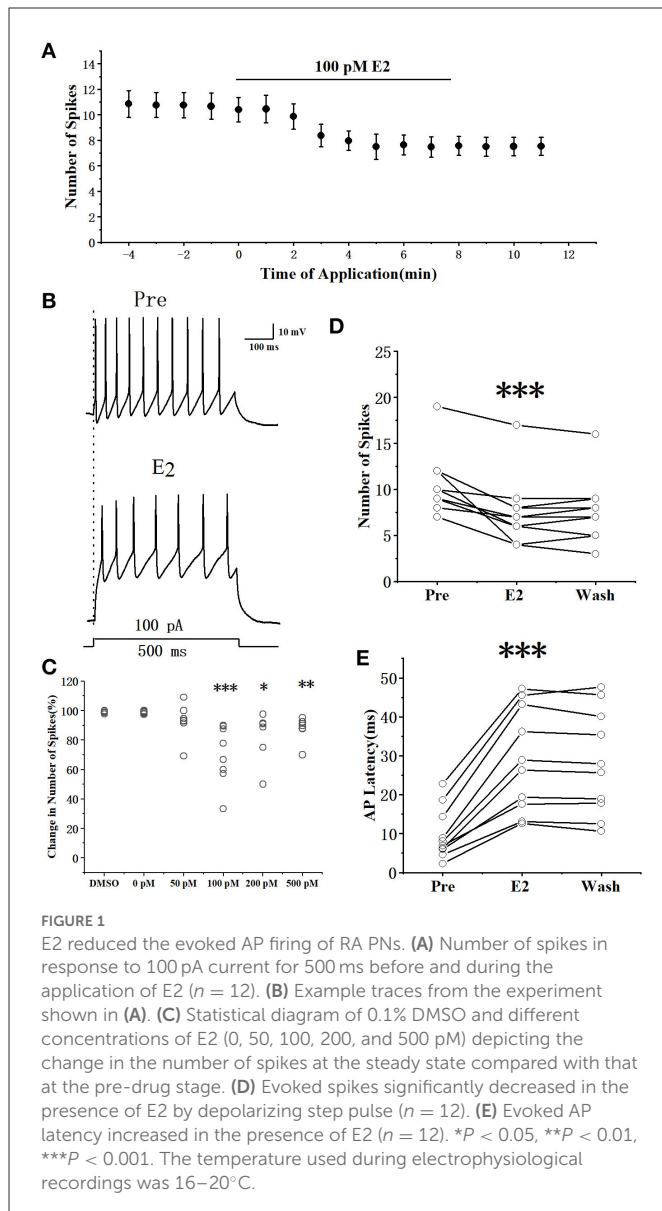 A
100 pM E2
Number of Spikes
14
12
10
8
6
4
2
0
-4 -2 0 2 4 6 8 10 12
Time of Application(min)
B
Pre
10 mV
100 ms
E2
100 pA
500 ms
C
Change in Number of Spikes(%)
120
100
80
60
40
20
0
*** * **
DMSO 0 pM 50 pM 100 pM 200 pM 500 pM
D
***
Number of Spikes
25
20
15
10
5
0
Pre E2 Wash
E
***
AP Latency(ms)
50
40
30
20
10
0
Pre E2 Wash
FIGURE 1
E2 reduced the evoked AP firing of RA PNs. (A) Number of spikes in
response to 100 pA current for 500 ms before and during the
application of E2 (n = 12). (B) Example traces from the experiment
shown in (A). (C) Statistical diagram of 0.1% DMSO and different
concentrations of E2 (0, 50, 100, 200, and 500 pM) depicting the
change in the number of spikes at the steady state compared with that
at the pre-drug stage. (D) Evoked spikes significantly decreased in the
presence of E2 by depolarizing step pulse (n = 12). (E) Evoked AP
latency increased in the presence of E2 (n = 12). *P < 0.05, **P < 0.01,
***P < 0.001. The temperature used during electrophysiological
recordings was 16–20°C.